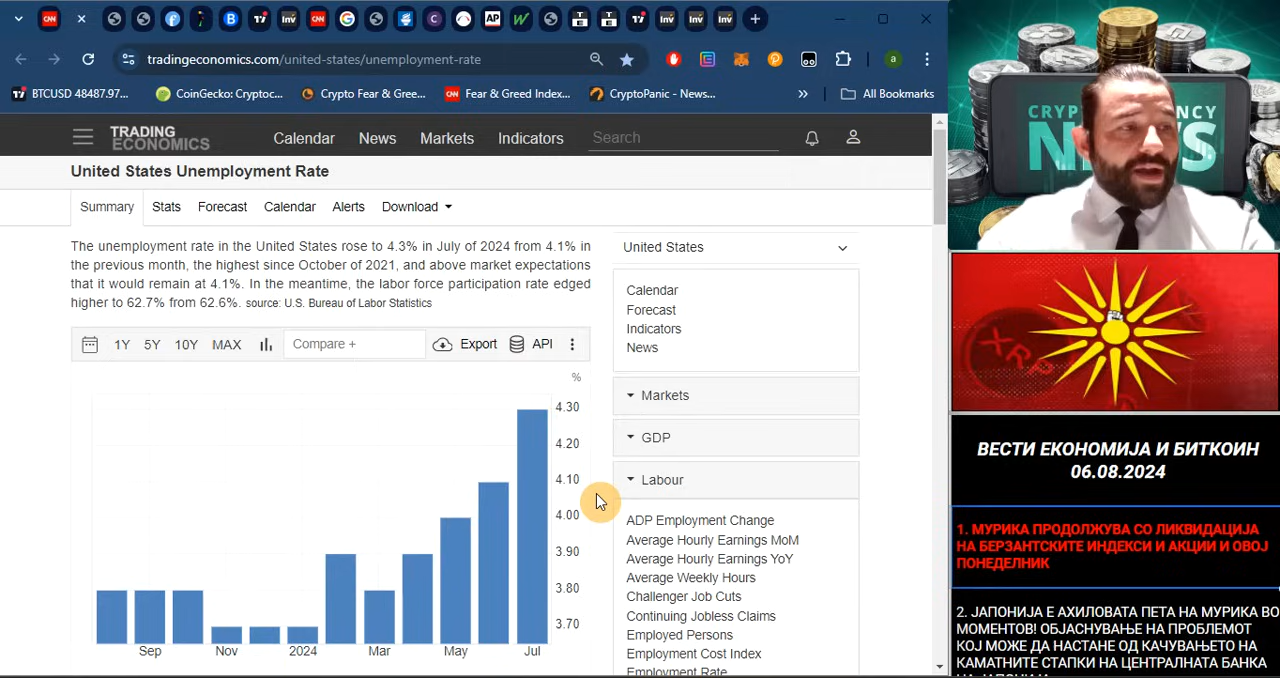 tradingeconomics.com/united-states/unemployment-rate
BTCUSD 48487.97...
CoinGecko: Cryptoc...
Crypto Fear & Gree...
Fear & Greed Index...
CryptoPanic - News...
All Bookmarks
TRADING
ECONOMICS
Calendar
News
Markets
Indicators
Search
United States Unemployment Rate
Summary
Stats
Forecast
Calendar
Alerts
Download
The unemployment rate in the United States rose to 4.3% in July of 2024 from 4.1% in
the previous month, the highest since October of 2021, and above market expectations
that it would remain at 4.1%. In the meantime, the labor force participation rate edged
higher to 62.7% from 62.6%. source: U.S. Bureau of Labor Statistics
1Y
5Y
10Y
MAX
Compare +
Export
API
%
4.30
4.20
4.10
4.00
3.90
3.80
3.70
Sep
Nov
2024
Mar
May
Jul
United States
Calendar
Forecast
Indicators
News
Markets
GDP
Labour
ADP Employment Change
Average Hourly Earnings MoM
Average Hourly Earnings YoY
Average Weekly Hours
Challenger Job Cuts
Continuing Jobless Claims
Employed Persons
Employment Cost Index
Employment Rate
XRP
ВЕСТИ ЕКОНОМИЈА И БИТКОИН
06.08.2024
1. МУРИКА ПРОДОЛЖУВА СО ЛИКВИДАЦИЈА
НА БЕРЗАНТСКИТЕ ИНДЕКСИ И АКЦИИ И ОВОЈ
ПОНЕДЕЛНИК
2. ЈАПОНИЈА Е АХИЛОВАТА ПЕТА НА МУРИКА ВО
МОМЕНТОВ! ОБЈАСНУВАЊЕ НА ПРОБЛЕМОТ
КОЈ МОЖЕ ДА НАСТАНЕ ОД КАЧУВАЊЕТО НА
КАМАТНИТЕ СТАПКИ НА ЦЕНТРАЛНАТА БАНКА